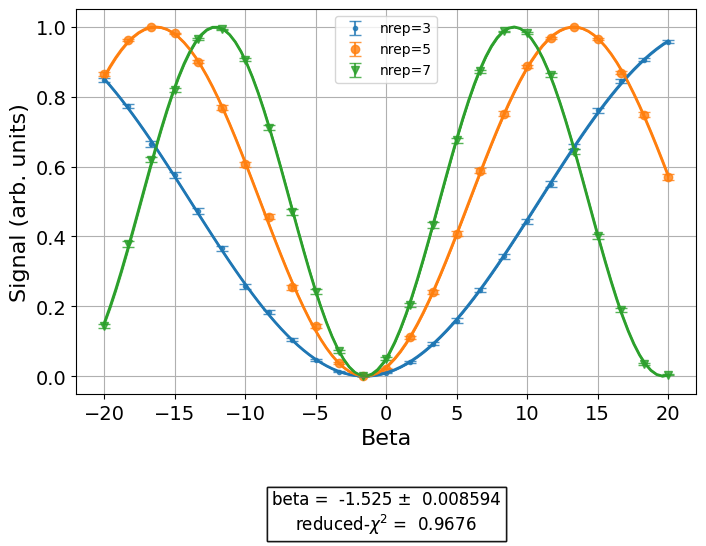 nrep=3
nrep=5
nrep=7
Signal (arb. units)
1.0
0.8
0.6
0.4
0.2
0.0
−20 −15 −10 −5 0 5 10 15 20
Beta
beta =  -1.525 ±  0.008594
reduced-χ² =  0.9676